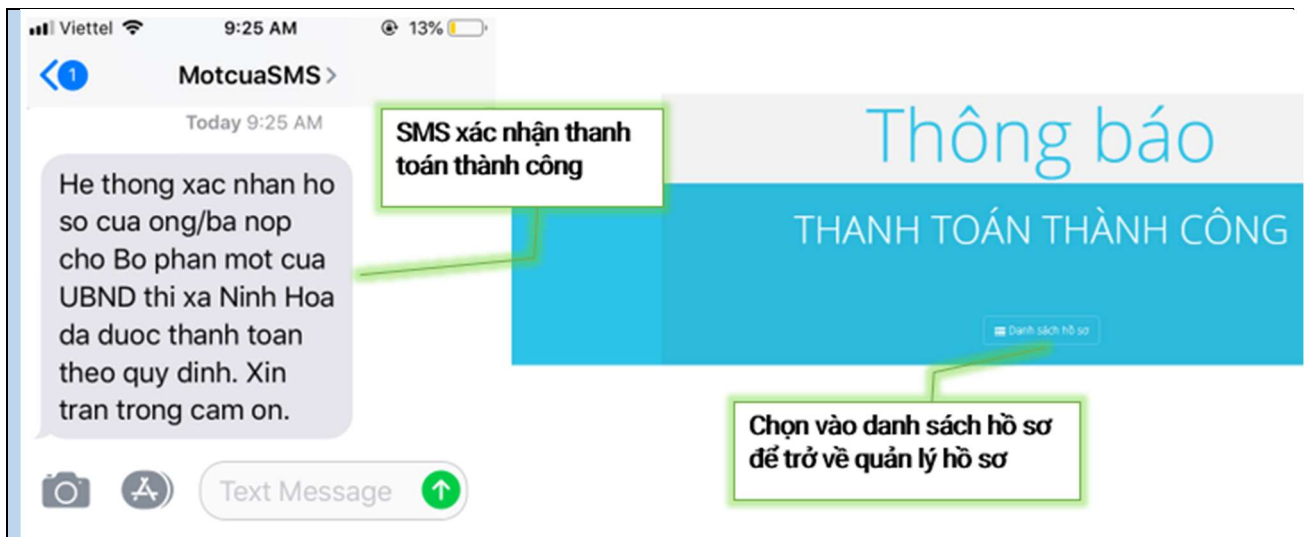 Viettel 9:25 AM 13%
1 MotcuaSMS >
Today 9:25 AM
He thong xac nhan ho
so cua ong/ba nop
cho Bo phan mot cua
UBND thi xa Ninh Hoa
da duoc thanh toan
theo quy dinh. Xin
tran trong cam on.
Text Message
SMS xác nhận thanh
toán thành công
Thông báo
THANH TOÁN THÀNH CÔNG
Danh sách hồ sơ
Chọn vào danh sách hồ sơ
để trở về quản lý hồ sơ